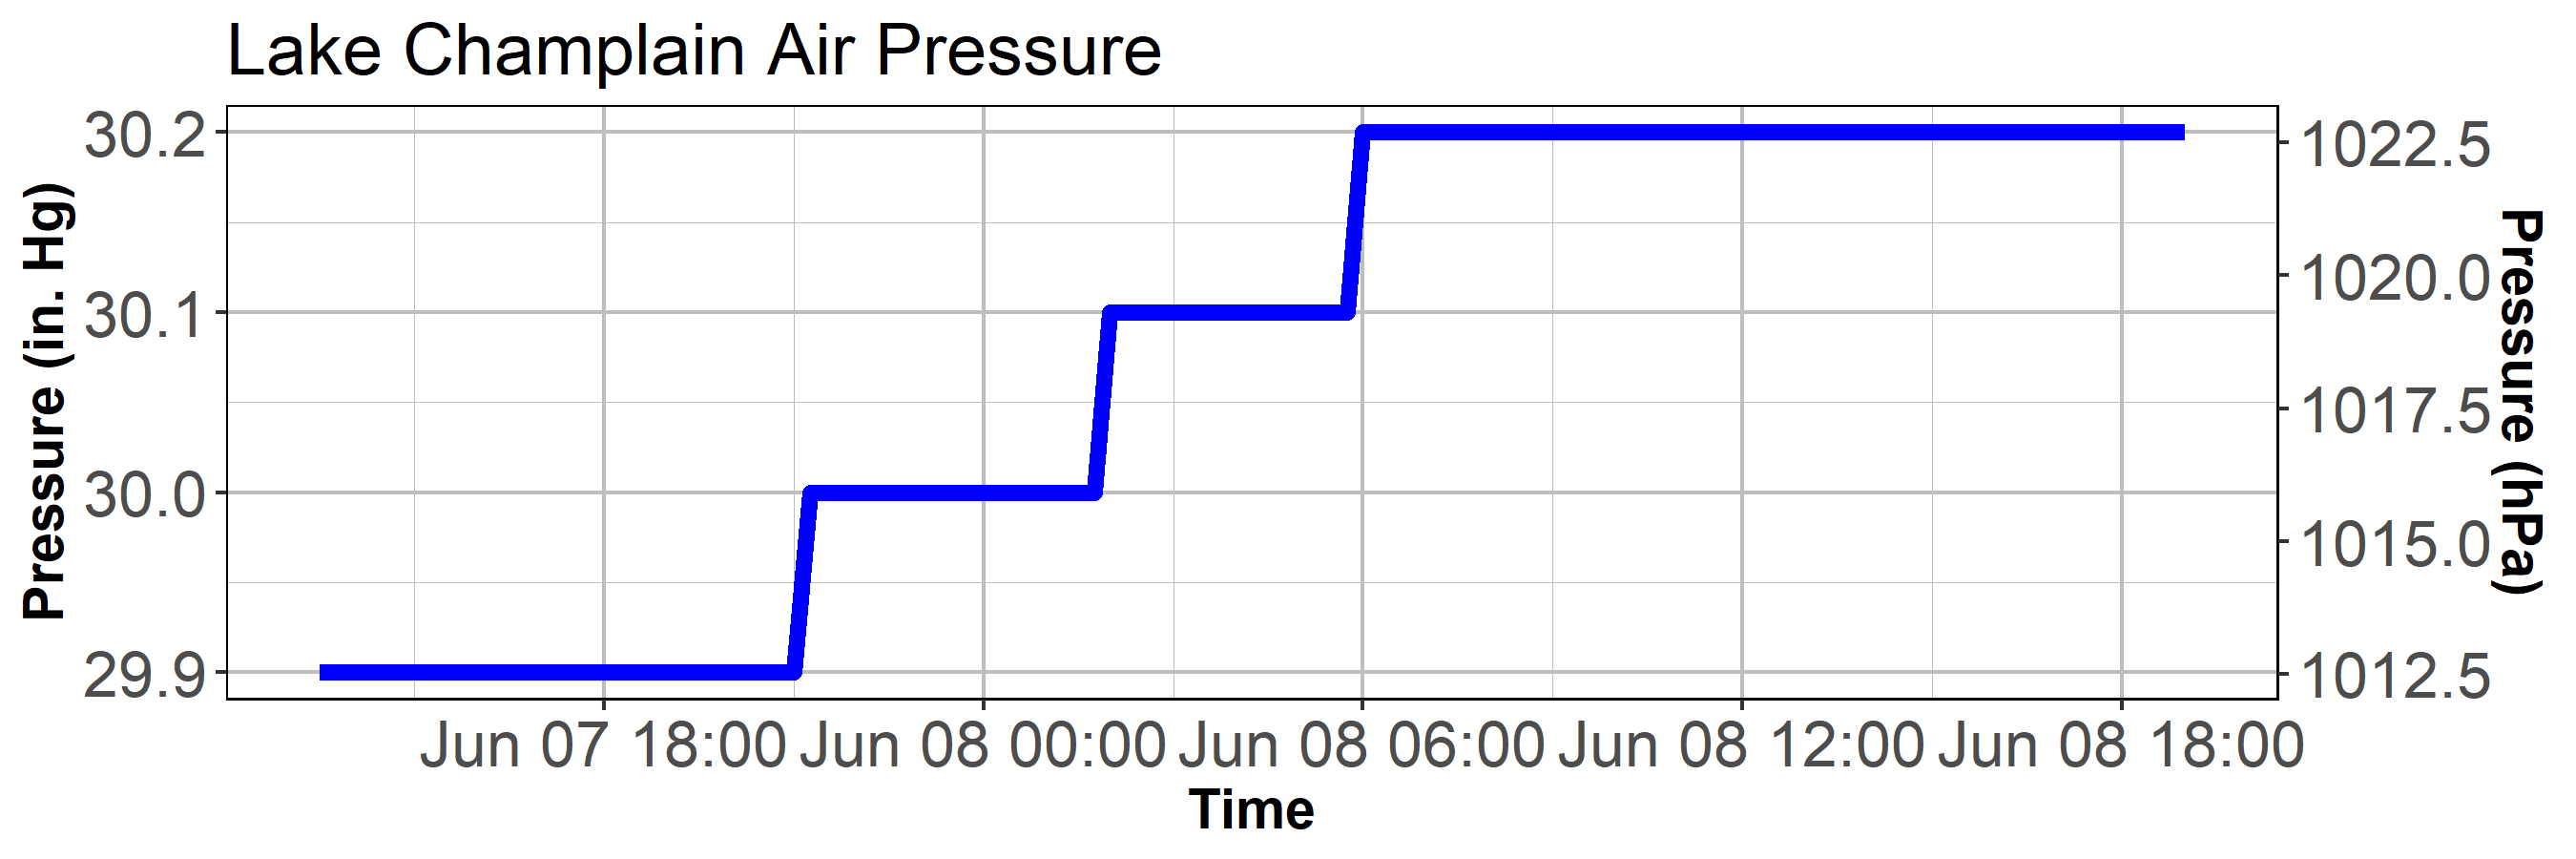 Lake Champlain Air Pressure
Pressure (in. Hg)
30.2
30.1
30.0
29.9
1022.5
1020.0
1017.5
1015.0
1012.5
Pressure (hPa)
Jun 07 18:00 Jun 08 00:00 Jun 08 06:00 Jun 08 12:00 Jun 08 18:00
Time